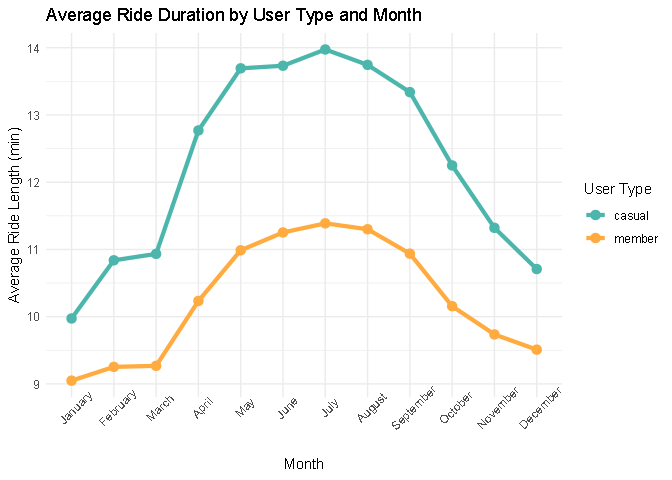 Average Ride Duration by User Type and Month
Average Ride Length (min)
14
13
12
11
10
9
January
February
March
April
May
June
July
August
September
October
November
December
Month
User Type
casual
member